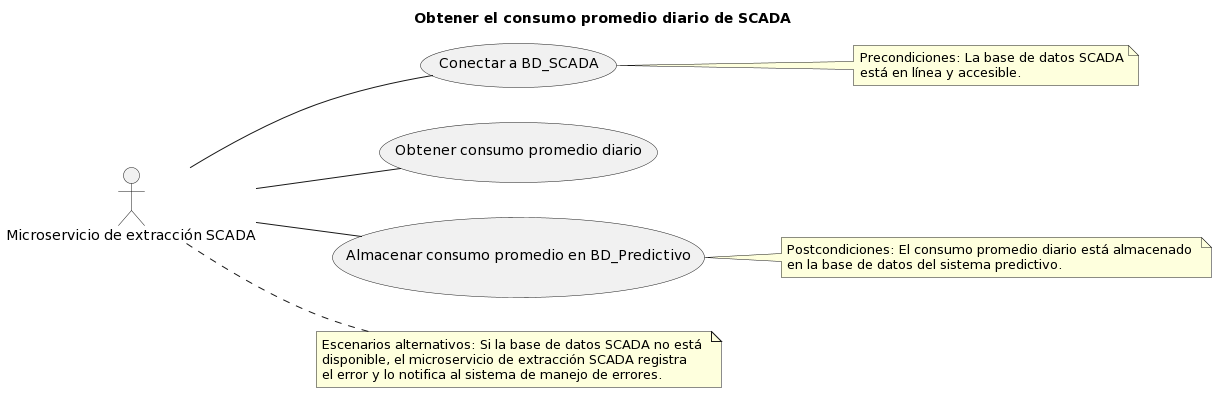 Obtener el consumo promedio diario de SCADA
Conectar a BD_SCADA
Precondiciones: La base de datos SCADA
está en línea y accesible.
Obtener consumo promedio diario
Microservicio de extracción SCADA
Almacenar consumo promedio en BD_Predictivo
Postcondiciones: El consumo promedio diario está almacenado
en la base de datos del sistema predictivo.
Escenarios alternativos: Si la base de datos SCADA no está
disponible, el microservicio de extracción SCADA registra
el error y lo notifica al sistema de manejo de errores.